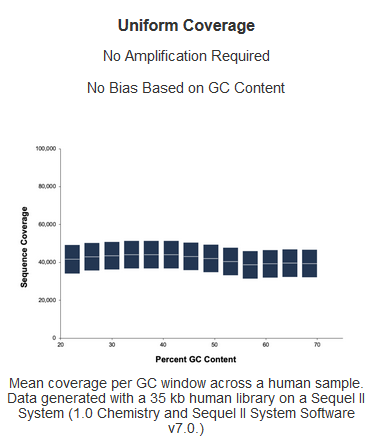 Uniform Coverage
No Amplification Required
No Bias Based on GC Content
100,000
80,000
60,000
40,000
20,000
0
Sequence Coverage
20 30 40 50 60 70
Percent GC Content
Mean coverage per GC window across a human sample.
Data generated with a 35 kb human library on a Sequel II
System (1.0 Chemistry and Sequel II System Software
v7.0.)